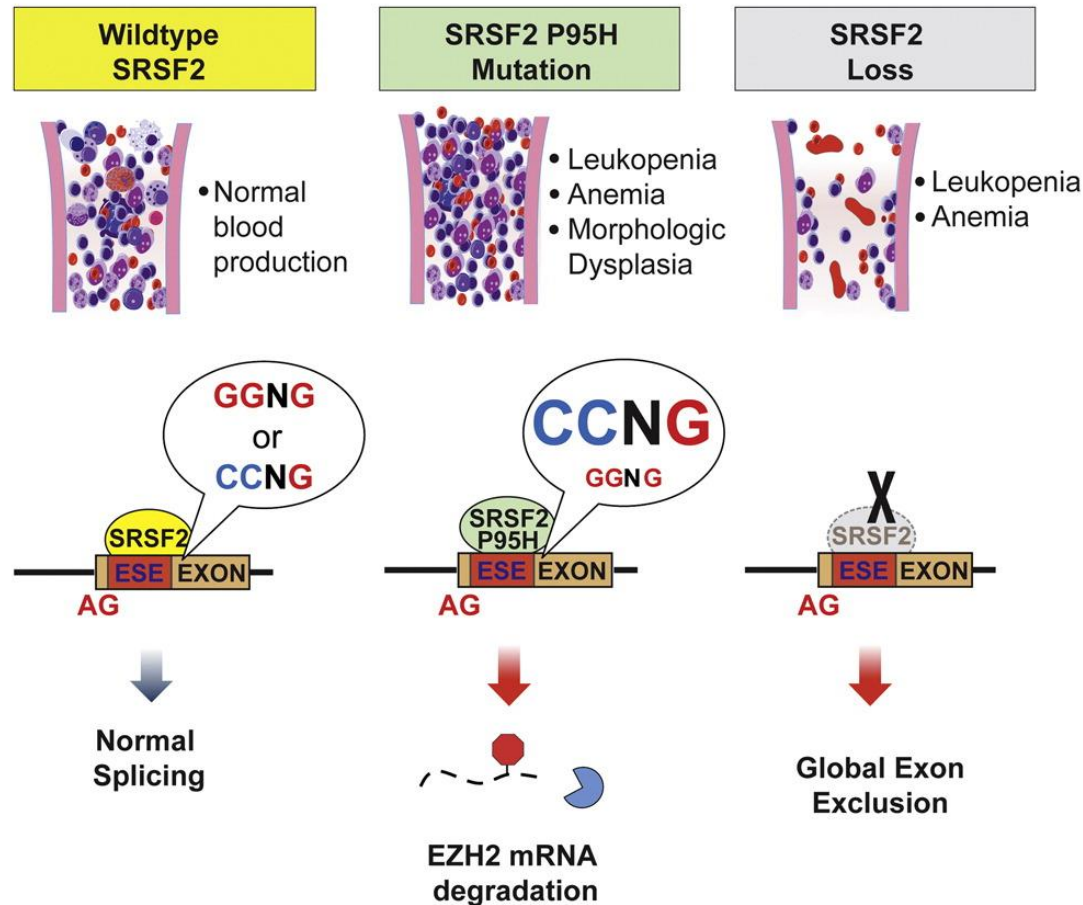 Wildtype
SRSF2
• Normal
blood
production
GGNG
or
CCNG
SRSF2
ESE EXON
AG
Normal
Splicing
SRSF2 P95H
Mutation
• Leukopenia
• Anemia
• Morphologic
Dysplasia
CCNG
GGNG
SRSF2
P95H
ESE EXON
AG
EZH2 mRNA
degradation
SRSF2
Loss
• Leukopenia
• Anemia
X
SRSF2
ESE EXON
AG
Global Exon
Exclusion